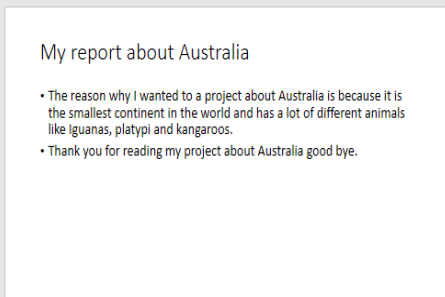 My report about Australia
• The reason why I wanted to a project about Australia is because it is
the smallest continent in the world and has a lot of different animals
like Iguanas, platypi and kangaroos.
• Thank you for reading my project about Australia good bye.